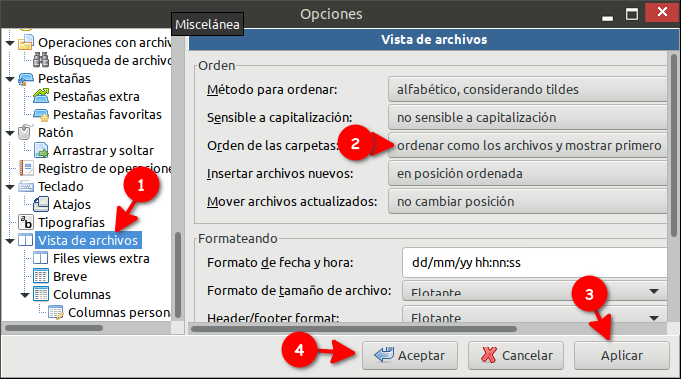 Opciones
Misceláneа
Operaciones con archiv
Búsqueda de archivo
Pestañas
Pestañas extra
Pestañas favoritas
Ratón
Arrastrar y soltar
Registro de operacione
Teclado
Atajos
Tipografías
Vista de archivos
Files views extra
Breve
Columnas
Columnas person
Vista de archivos
Orden
Método para ordenar: alfabético, considerando tildes
Sensible a capitalización: no sensible a capitalización
Orden de las carpetas: ordenar como los archivos y mostrar primero
Insertar archivos nuevos: en posición ordenada
Mover archivos actualizados: no cambiar posición
Formateando
Formato de fecha y hora: dd/mm/yy hh:nn:ss
Formato de tamaño de archivo: Flotante
Header/footer format: Flotante
1
2
3
4
Aceptar Cancelar Aplicar